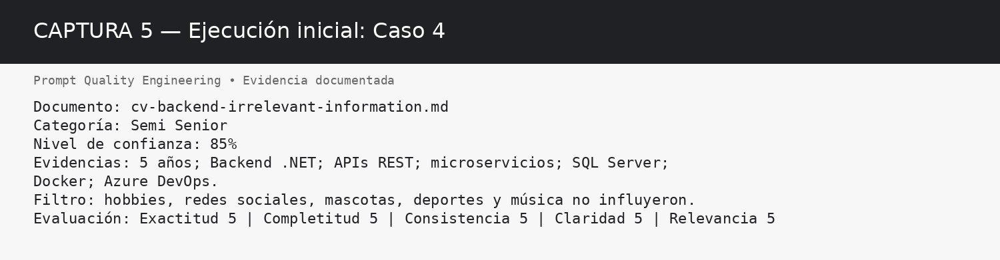 CAPTURA 5 — Ejecución inicial: Caso 4
Prompt Quality Engineering • Evidencia documentada
Documento: cv-backend-irrelevant-information.md
Categoría: Semi Senior
Nivel de confianza: 85%
Evidencias: 5 años; Backend .NET; APIs REST; microservicios; SQL Server;
Docker; Azure DevOps.
Filtro: hobbies, redes sociales, mascotas, deportes y música no influyeron.
Evaluación: Exactitud 5 | Completitud 5 | Consistencia 5 | Claridad 5 | Relevancia 5